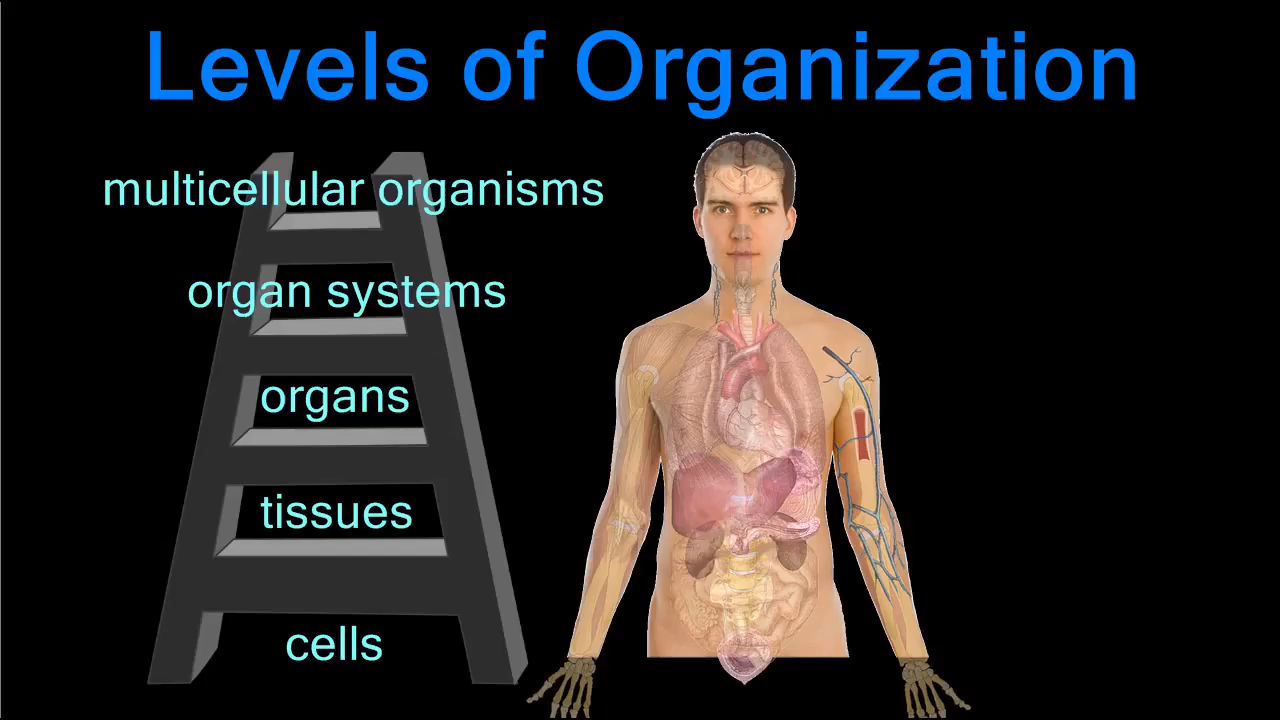 Levels of Organization
multicellular organisms
organ systems
organs
tissues
cells